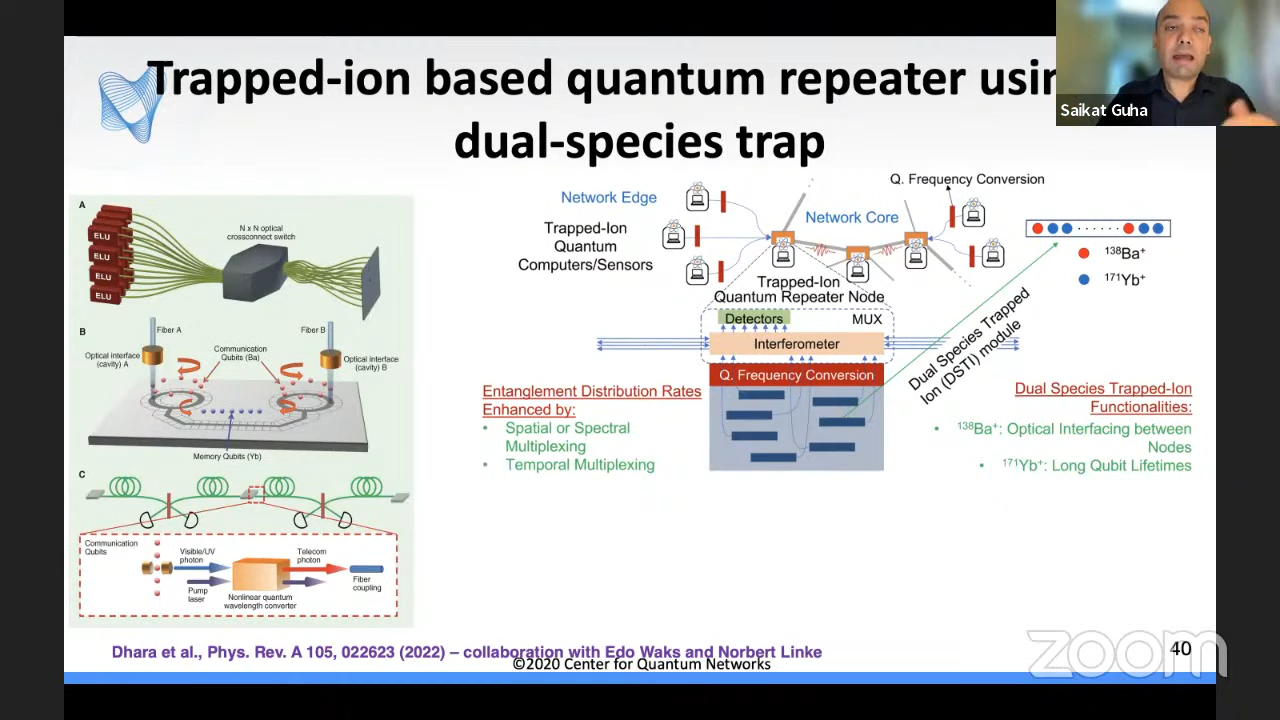 Trapped-ion based quantum repeater usin
dual-species trap
Saikat Guha
A
ELU
ELU
ELU
ELU
N x N optical
crossconnect switch
B
Fiber A
Fiber B
Optical interface
(cavity) A
Communication
Qubits (Ba)
Optical interface
(cavity) B
Memory Qubits (Yb)
C
Communication
Qubits
Visible/UV
photon
Telecom
photon
Pump
laser
Nonlinear quantum
wavelength converter
Fiber
coupling
Network Edge
Trapped-Ion
Quantum
Computers/Sensors
Q. Frequency Conversion
Network Core
Trapped-Ion
Quantum Repeater Node
Detectors
MUX
Interferometer
Q. Frequency Conversion
138Ba+
171Yb+
Dual Species Trapped
Ion (DSTI) module
Entanglement Distribution Rates
Enhanced by:
• Spatial or Spectral
Multiplexing
• Temporal Multiplexing
Dual Species Trapped-Ion
Functionalities:
• 138Ba+: Optical Interfacing between
Nodes
• 171Yb+: Long Qubit Lifetimes
Dhara et al., Phys. Rev. A 105, 022623 (2022) – collaboration with Edo Waks and Norbert Linke
©2020 Center for Quantum Networks
40
zoom